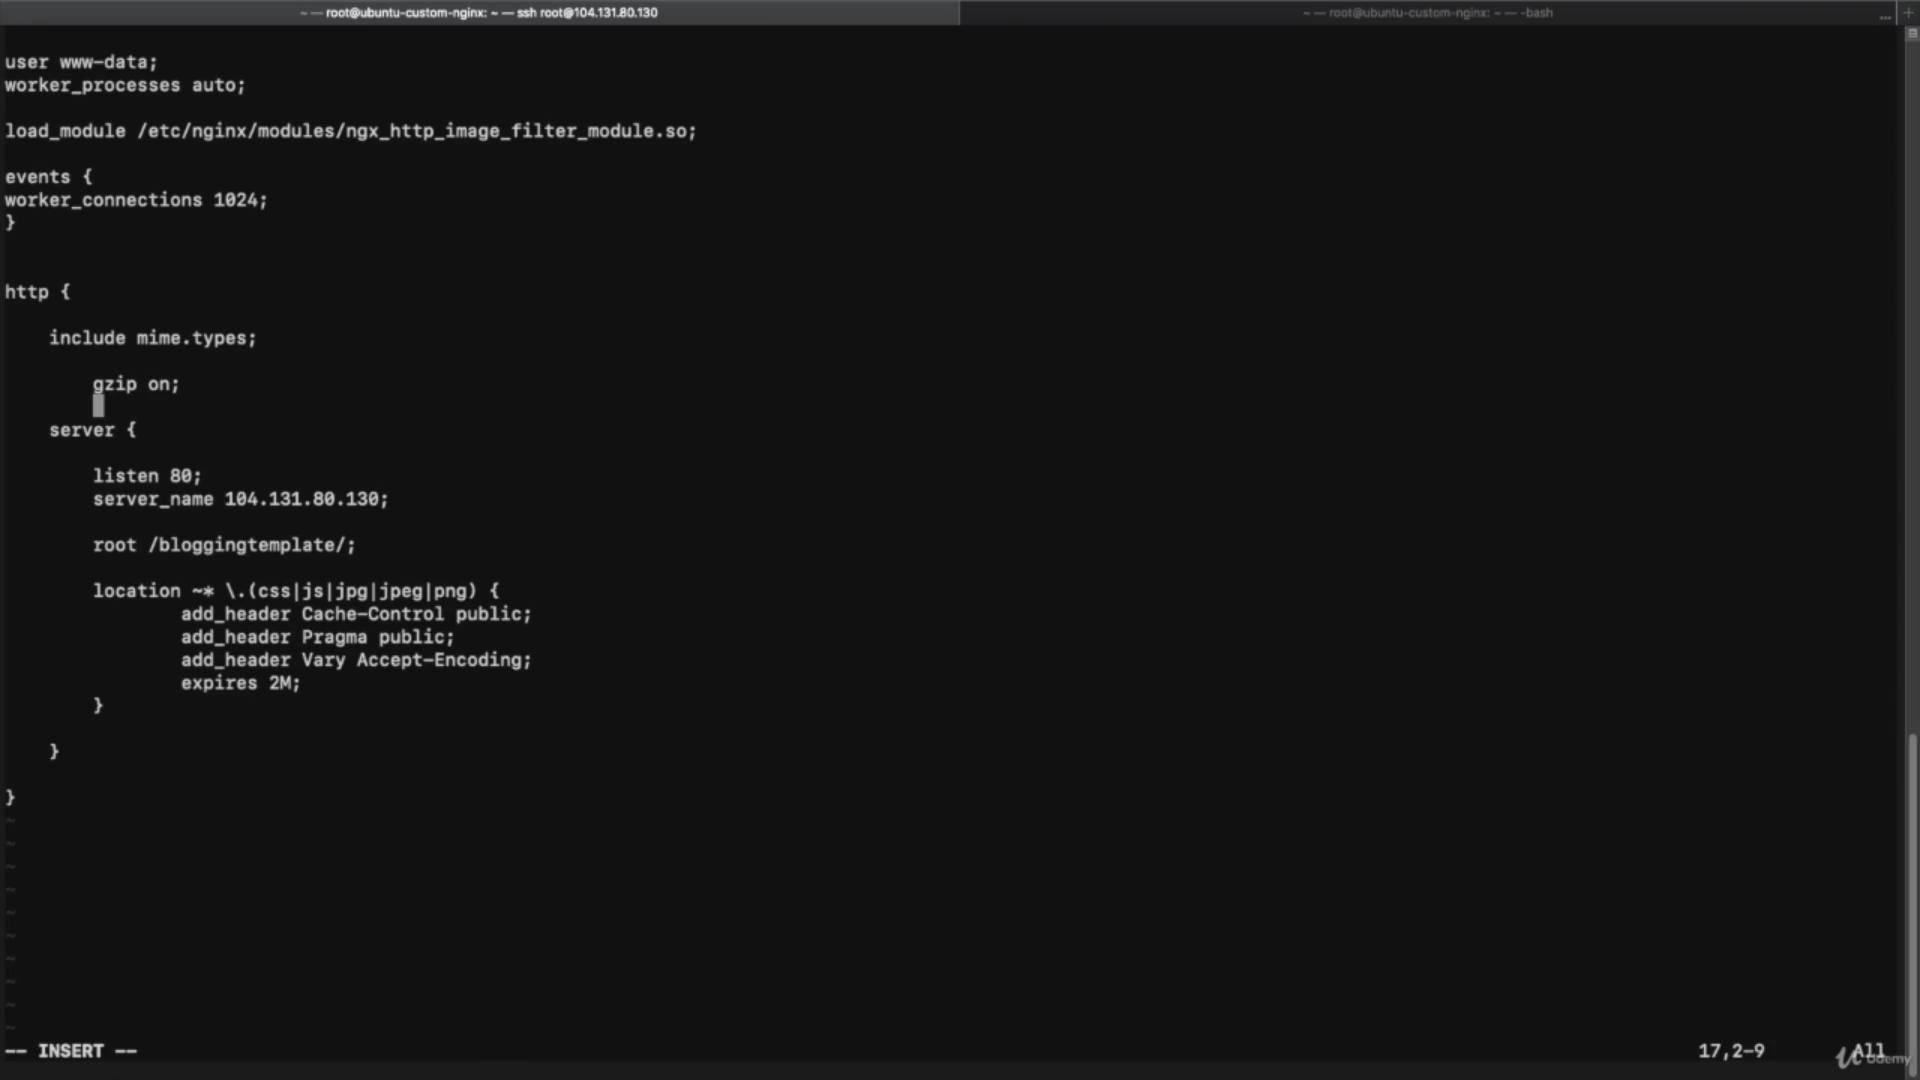 ~ — root@ubuntu-custom-nginx: ~ — ssh root@104.131.80.130
~ — root@ubuntu-custom-nginx: ~ — -bash
... +
user www-data;
worker_processes auto;
load_module /etc/nginx/modules/ngx_http_image_filter_module.so;
events {
worker_connections 1024;
}
http {
include mime.types;
gzip on;
server {
listen 80;
server_name 104.131.80.130;
root /bloggingtemplate/;
location ~* \.(css|js|jpg|jpeg|png) {
add_header Cache-Control public;
add_header Pragma public;
add_header Vary Accept-Encoding;
expires 2M;
}
}
}
~
~
~
~
~
~
~
~
~
~
-- INSERT --
17,2-9
All
Udemy